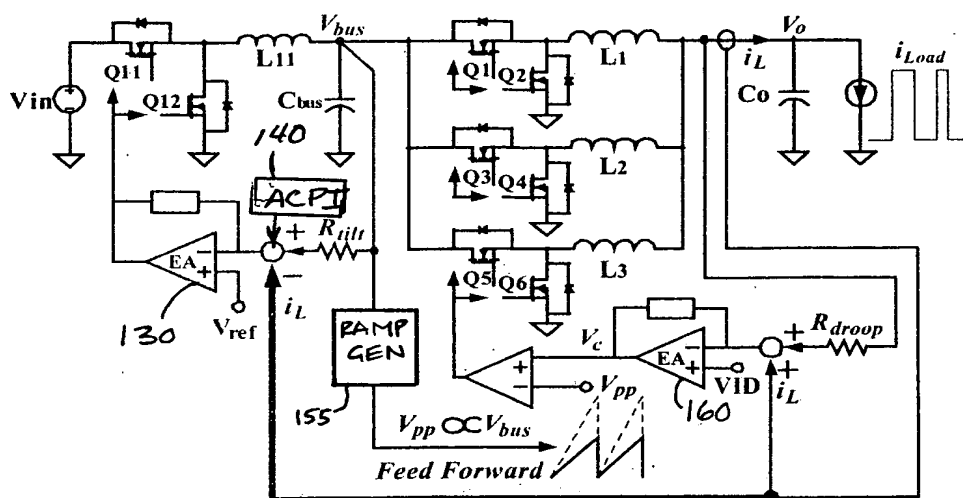 V_bus
V_o
L11
L1
i_L
i_Load
Q11
Q1
Q2
Vin
Q12
C_bus
Co
140
ACPI
Q3
Q4
L2
R_tilt
EA
Q5
Q6
L3
i_L
130
V_ref
RAMP GEN
V_c
R_droop
EA
VID
i_L
155
V_pp
160
V_pp ∝ V_bus
Feed Forward